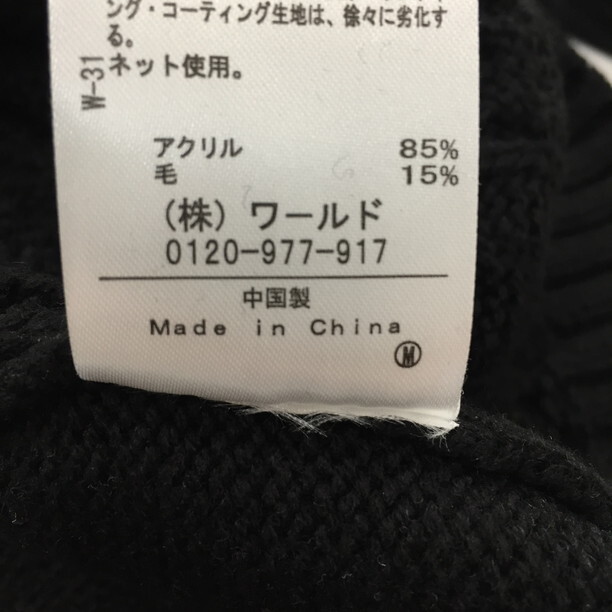 ング・コーティング生地は、徐々に劣化す
る。
ネット使用。
W-31
アクリル 85%
毛 15%
（株）ワールド
0120-977-917
中国製
Made in China
Ⓜ